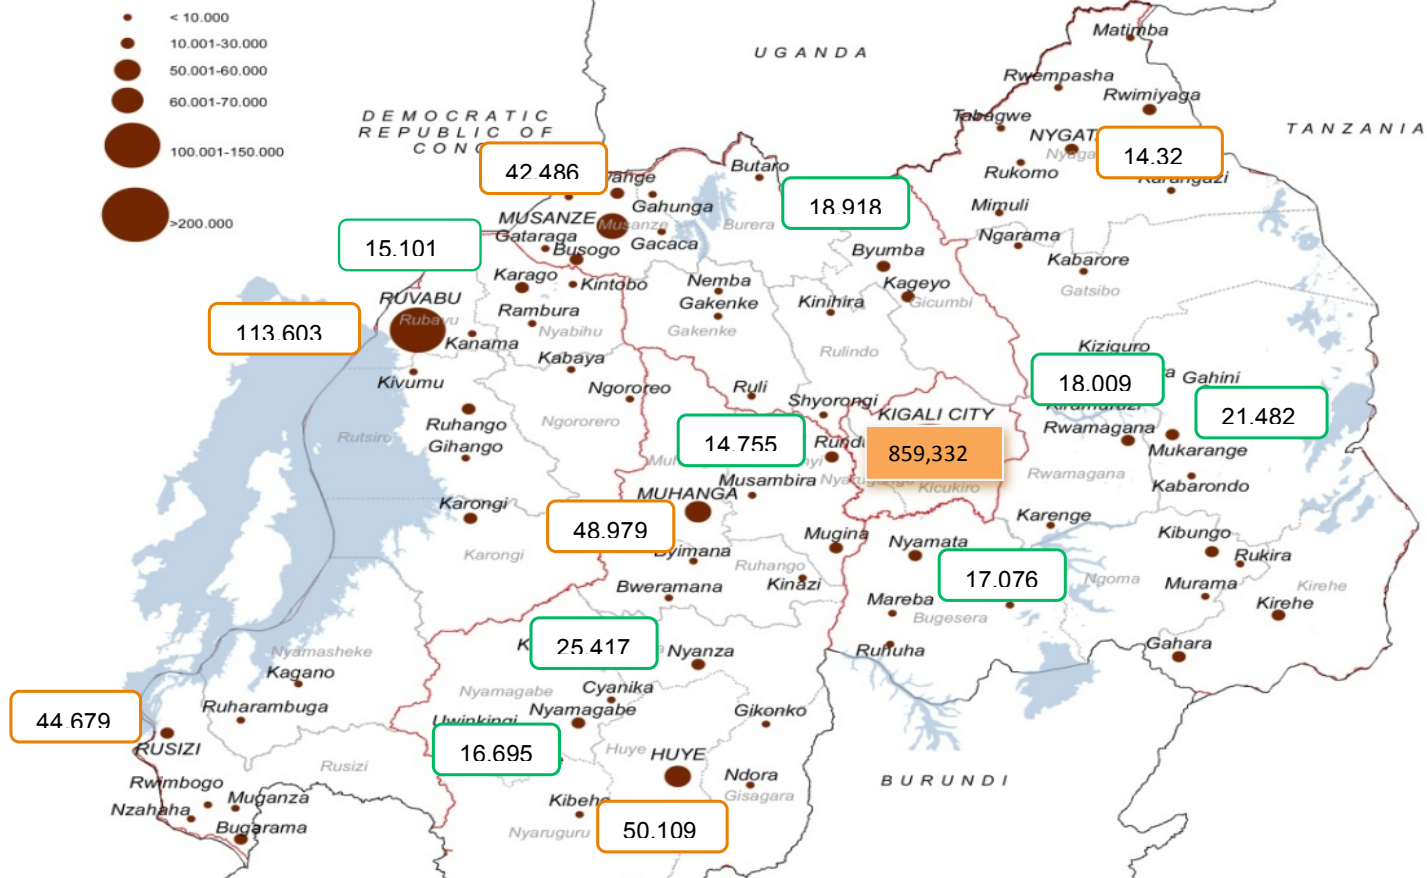 < 10.000
10.001-30.000
50.001-60.000
60.001-70.000
100.001-150.000
>200.000
UGANDA
DEMOCRATIC
REPUBLIC OF
TANZANIA
BURUNDI
Matimba
Rwempasha
Rwimiyaga
Tabagwe
14.32
Rukomo
Mimuli
Ngarama
Kabarore
Gatsibo
42.486
Butaro
18.918
Gahunga
MUSANZE
Musanze
Burera
Gataraga
Gacaca
Busogo
Byumba
15.101
Karago
Kintobo
Nemba
Kageyo
Gicumbi
RUVABU
Rubavu
Rambura
Gakenke
Kinihira
Nyabihu
Gakenke
113.603
Kanama
Rulindo
Kiziguro
Kabaya
18.009
Gahini
Kivumu
Ngororeo
Ruli
Shyorongi
KIGALI CITY
21.482
Ruhango
Ngororero
Rwamagana
Rutsiro
14.755
859,332
Gihango
Mukarange
Rwamagana
Musambira
Kicukiro
Kabarondo
MUHANGA
Karongi
48.979
Karenge
Mugina
Nyamata
Kibungo
Karongi
Byimana
Rukira
Ruhango
17.076
Ngoma
Bweramana
Kinazi
Murama
Kirehe
Mareba
Kirehe
Bugesera
25.417
Nyanza
Ruhuha
Gahara
Nyamasheke
Kagano
Nyamagabe
Cyanika
44.679
Ruharambuga
Nyamagabe
Gikonko
Uwinkingi
RUSIZI
16.695
Huye
HUYE
Rusizi
Ndora
Rwimbogo
Gisagara
Muganza
Nzahaha
Kibeho
Bugarama
Nyaruguru
50.109